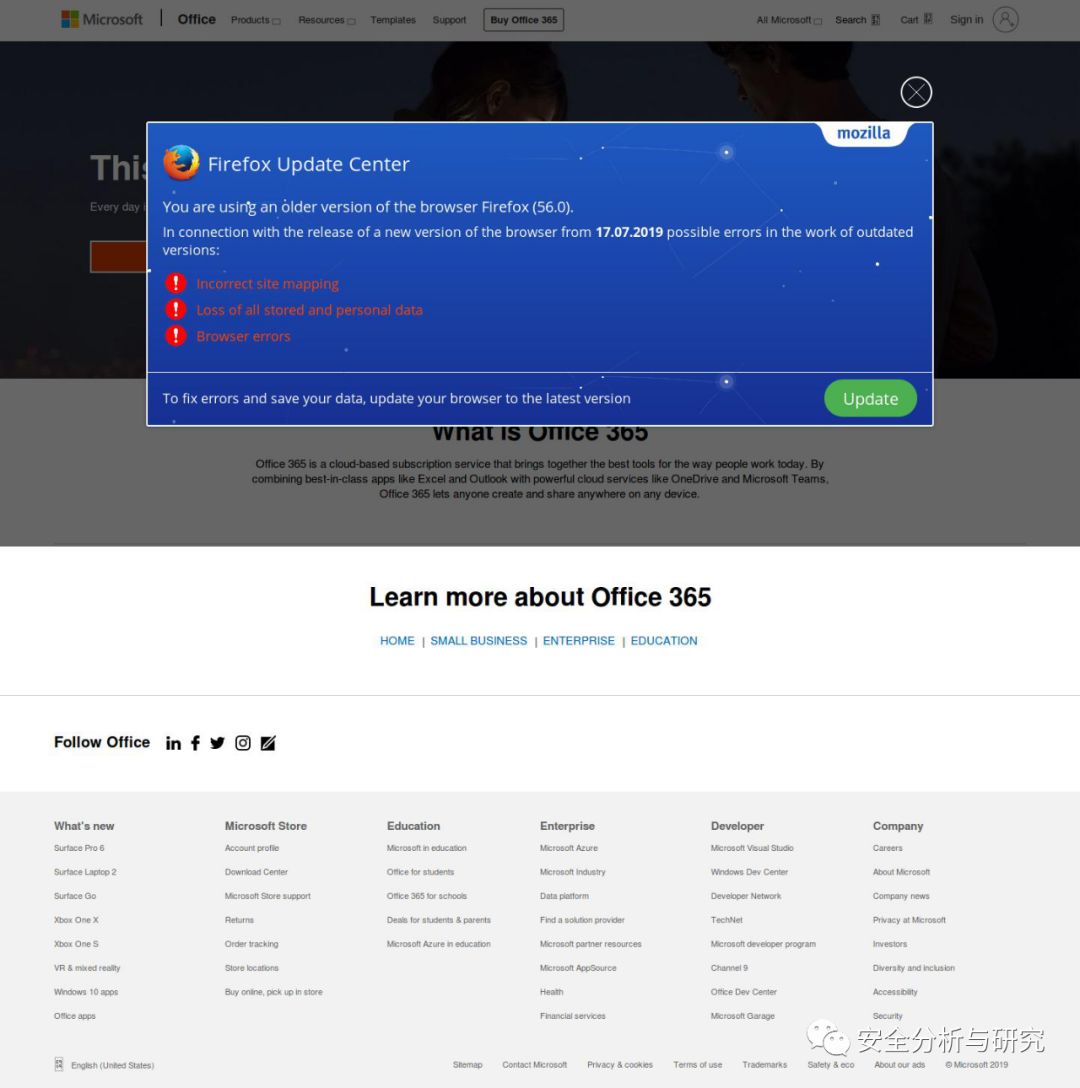 Microsoft Office Products Resources Templates Support Buy Office 365 All Microsoft Search Cart Sign in
mozilla
Firefox Update Center
This
Every day i
You are using an older version of the browser Firefox (56.0).
In connection with the release of a new version of the browser from 17.07.2019 possible errors in the work of outdated
versions:
Incorrect site mapping
Loss of all stored and personal data
Browser errors
To fix errors and save your data, update your browser to the latest version
Update
What is Office 365
Office 365 is a cloud-based subscription service that brings together the best tools for the way people work today. By
combining best-in-class apps like Excel and Outlook with powerful cloud services like OneDrive and Microsoft Teams,
Office 365 lets anyone create and share anywhere on any device.
Learn more about Office 365
HOME | SMALL BUSINESS | ENTERPRISE | EDUCATION
Follow Office
What's new
Surface Pro 6
Surface Laptop 2
Surface Go
Xbox One X
Xbox One S
VR & mixed reality
Windows 10 apps
Office apps
Microsoft Store
Account profile
Download Center
Microsoft Store support
Returns
Order tracking
Store locations
Buy online, pick up in store
Education
Microsoft in education
Office for students
Office 365 for schools
Deals for students & parents
Microsoft Azure in education
Enterprise
Microsoft Azure
Microsoft Industry
Data platform
Find a solution provider
Microsoft partner resources
Microsoft AppSource
Health
Financial services
Developer
Microsoft Visual Studio
Windows Dev Center
Developer Network
TechNet
Microsoft developer program
Channel 9
Office Dev Center
Microsoft Garage
Company
Careers
About Microsoft
Company news
Privacy at Microsoft
Investors
Diversity and inclusion
Accessibility
Security
安全分析与研究
English (United States) Sitemap Contact Microsoft Privacy & cookies Terms of use Trademarks Safety & eco About our ads © Microsoft 2019